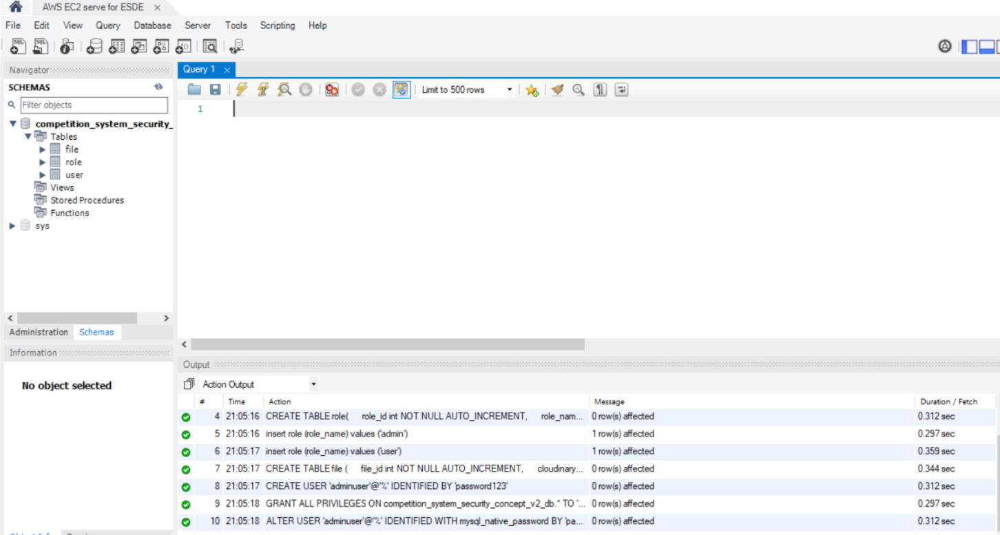 AWS EC2 serve for ESDE ×
File Edit View Query Database Server Tools Scripting Help
Navigator
SCHEMAS
Filter objects
competition_system_security_
Tables
file
role
user
Views
Stored Procedures
Functions
sys
Administration Schemas
Information
No object selected
Query 1 ×
Limit to 500 rows
1
Output
Action Output
# Time Action Message Duration / Fetch
4 21:05:16 CREATE TABLE role( role_id int NOT NULL AUTO_INCREMENT, role_nam... 0 row(s) affected 0.312 sec
5 21:05:16 insert role (role_name) values ('admin') 1 row(s) affected 0.297 sec
6 21:05:17 insert role (role_name) values ('user') 1 row(s) affected 0.359 sec
7 21:05:17 CREATE TABLE file ( file_id int NOT NULL AUTO_INCREMENT, cloudinary... 0 row(s) affected 0.344 sec
8 21:05:17 CREATE USER 'adminuser'@'%' IDENTIFIED BY 'password123' 0 row(s) affected 0.312 sec
9 21:05:18 GRANT ALL PRIVILEGES ON competition_system_security_concept_v2_db.* TO '... 0 row(s) affected 0.297 sec
10 21:05:18 ALTER USER 'adminuser'@'%' IDENTIFIED WITH mysql_native_password BY 'pa... 0 row(s) affected 0.312 sec